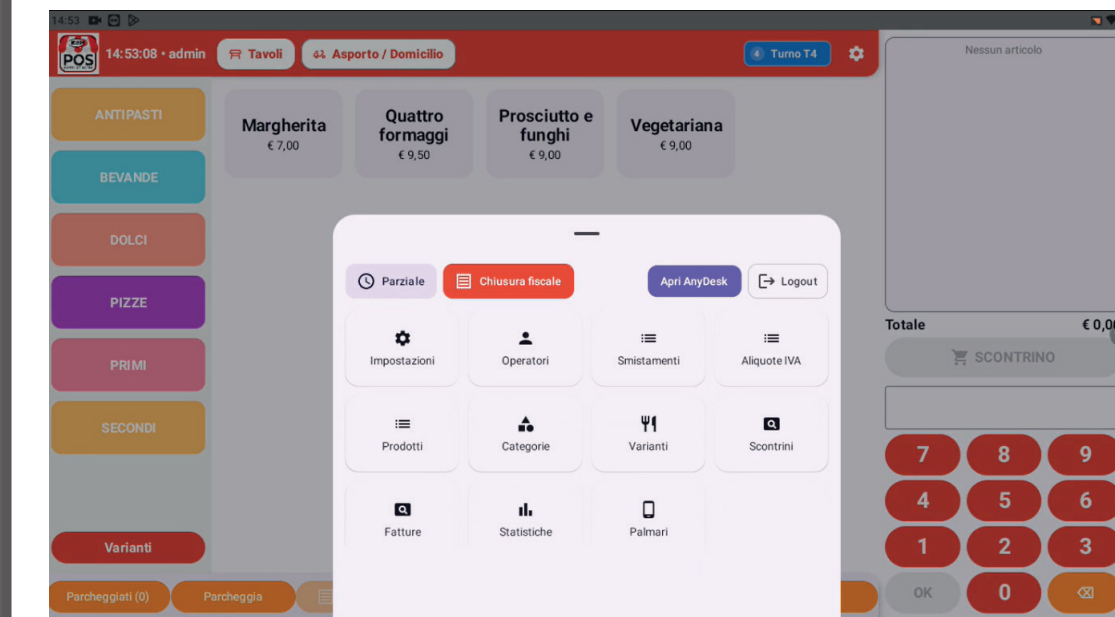 14:53
POS
14:53:08 • admin
Tavoli
Asporto / Domicilio
4 Turno T4
Nessun articolo
ANTIPASTI
BEVANDE
DOLCI
PIZZE
PRIMI
SECONDI
Varianti
Margherita
€ 7,00
Quattro
formaggi
€ 9,50
Prosciutto e
funghi
€ 9,00
Vegetariana
€ 9,00
Parziale
Chiusura fiscale
Apri AnyDesk
Logout
Impostazioni
Operatori
Smistamenti
Aliquote IVA
Prodotti
Categorie
Varianti
Scontrini
Fatture
Statistiche
Palmari
Parcheggiati (0)
Parcheggia
Totale
€ 0,00
SCONTRINO
7 8 9
4 5 6
1 2 3
OK 0